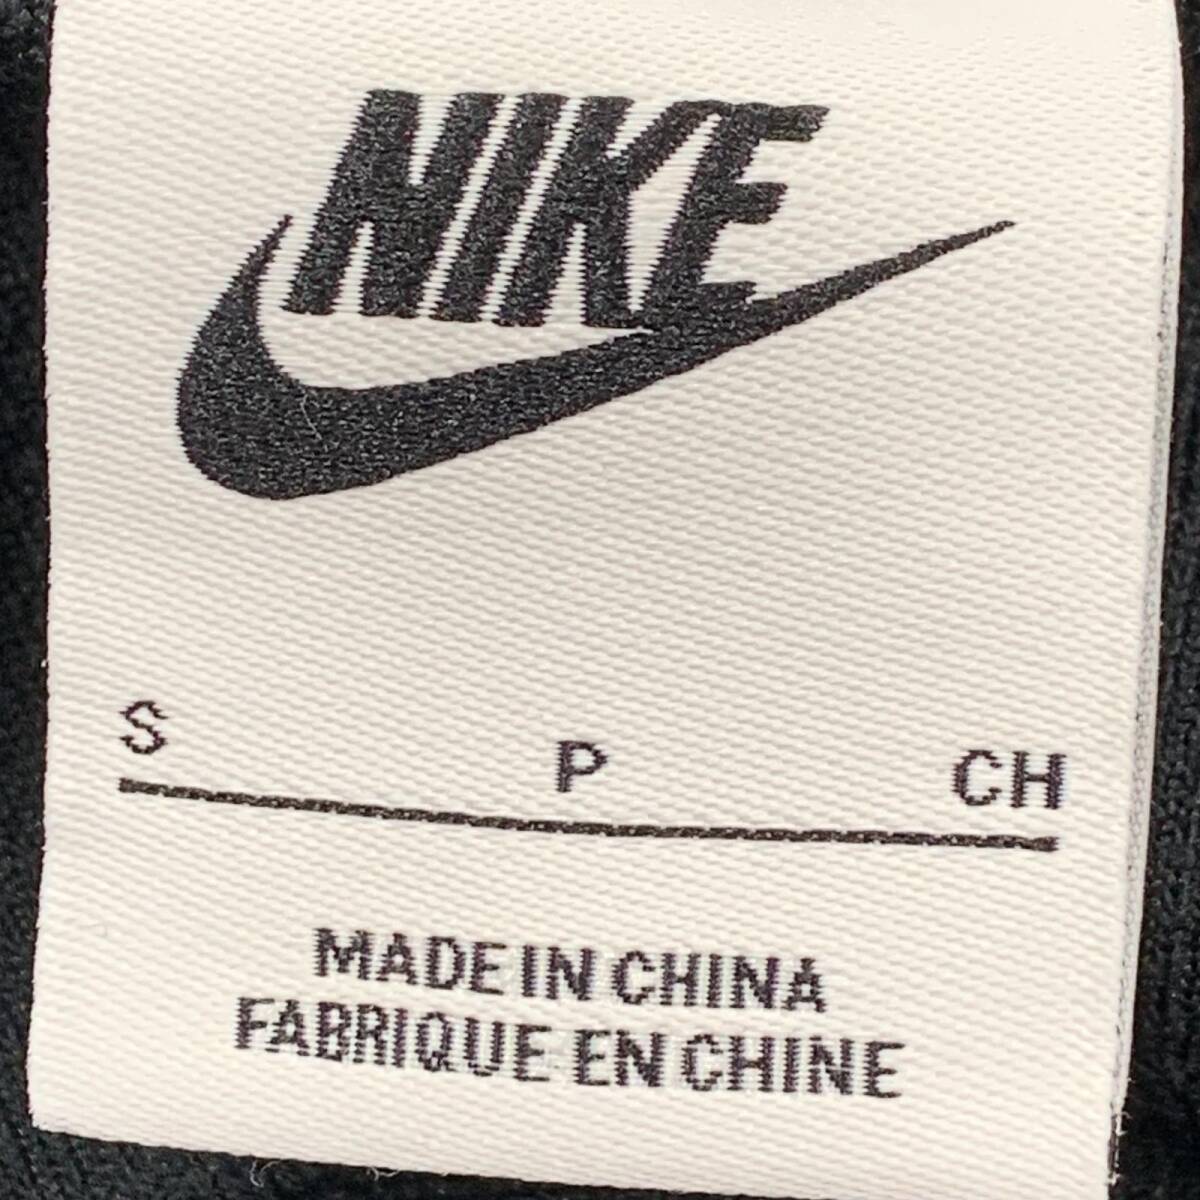 NIKE
S P CH
MADE IN CHINA
FABRIQUE EN CHINE